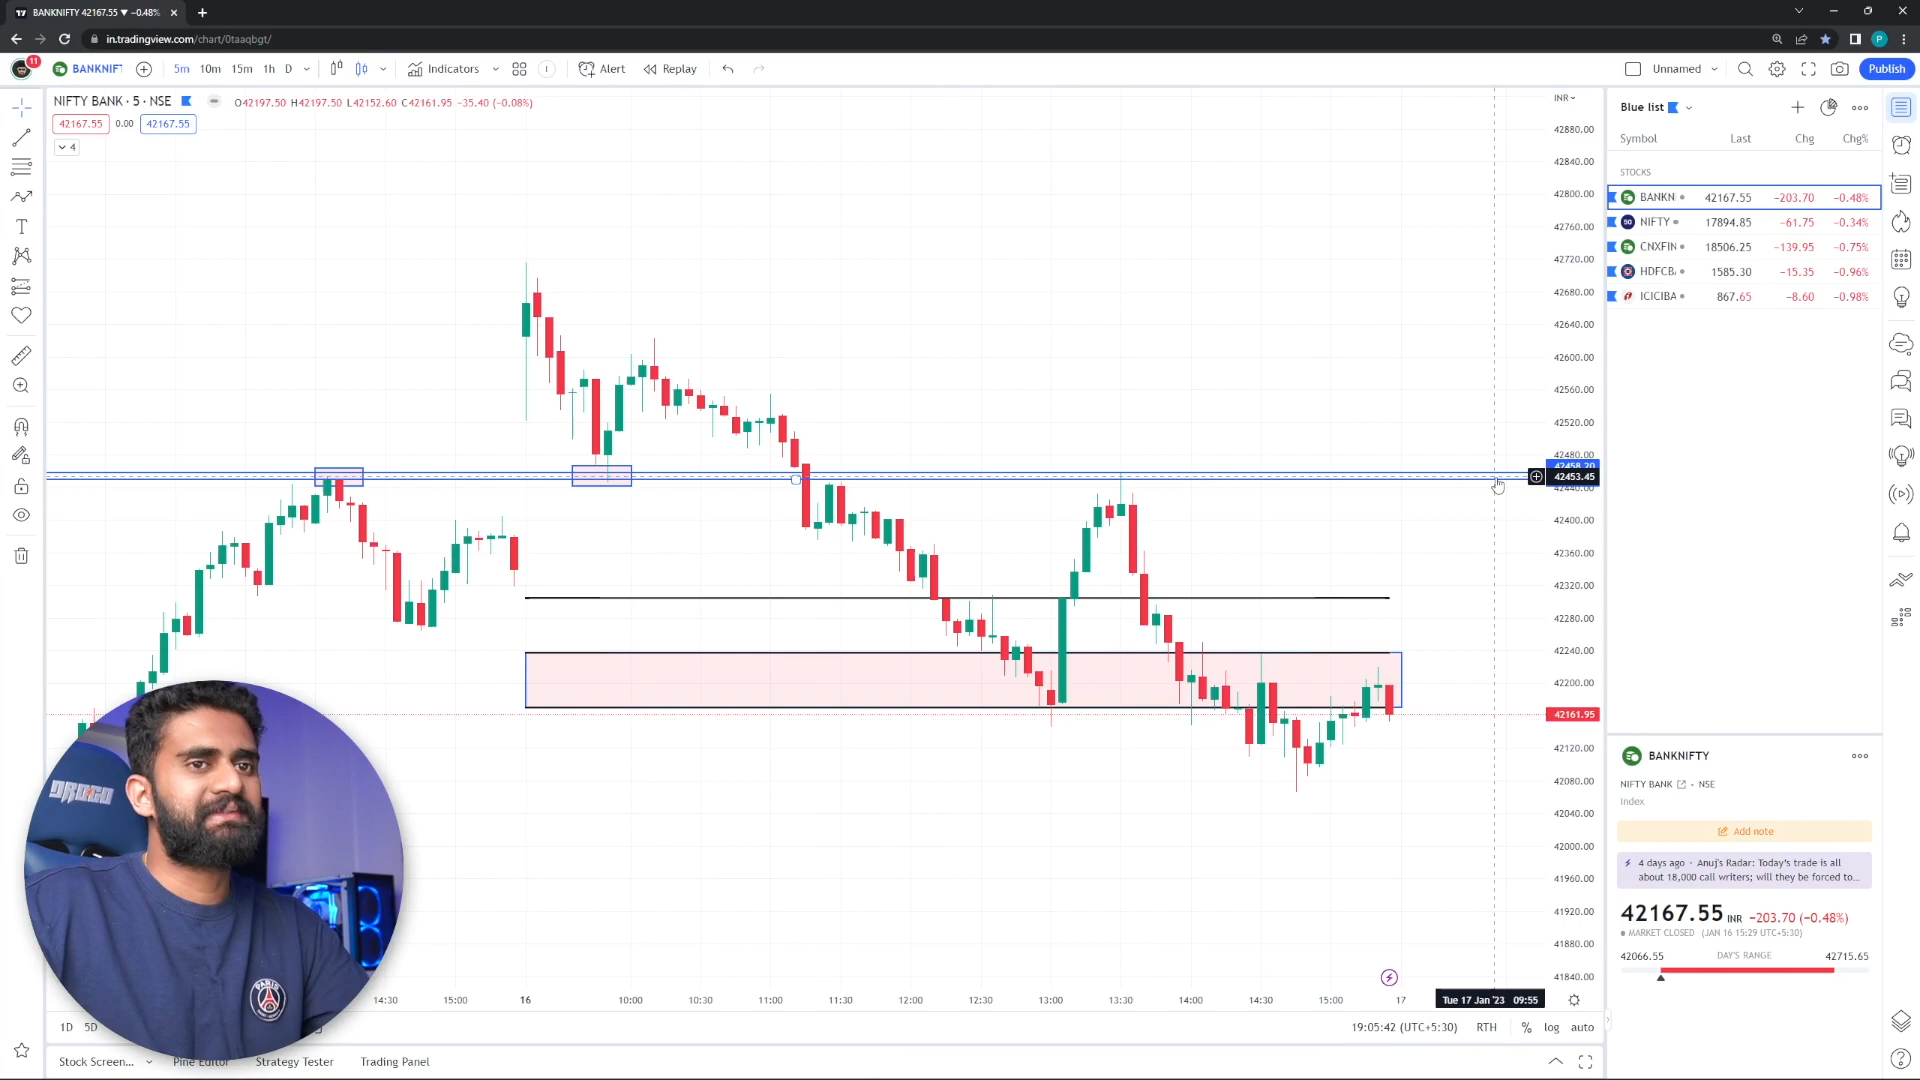 BANKNIFTY 42167.55 ▼ −0.48%
in.tradingview.com/chart/0taaqbgt/
11
BANKNIFT
5m 10m 15m 1h D
Indicators
Alert
Replay
Unnamed
Publish
NIFTY BANK · 5 · NSE
O42197.50 H42197.50 L42152.60 C42161.95 −35.40 (−0.08%)
42167.55 0.00 42167.55
4
INR
42880.00
42840.00
42800.00
42760.00
42720.00
42680.00
42640.00
42600.00
42560.00
42520.00
42480.00
42458.20
42453.45
42440.00
42400.00
42360.00
42320.00
42280.00
42240.00
42200.00
42161.95
42120.00
42080.00
42040.00
42000.00
41960.00
41920.00
41880.00
41840.00
14:30 15:00 16 10:00 10:30 11:00 11:30 12:00 12:30 13:00 13:30 14:00 14:30 15:00 17
Tue 17 Jan '23 09:55
1D 5D
19:05:42 (UTC+5:30) RTH % log auto
Stock Screen... Pine Editor Strategy Tester Trading Panel
Blue list
Symbol Last Chg Chg%
STOCKS
BANKN 42167.55 −203.70 −0.48%
NIFTY 17894.85 −61.75 −0.34%
CNXFIN 18506.25 −139.95 −0.75%
HDFCB 1585.30 −15.35 −0.96%
ICICIBA 867.65 −8.60 −0.98%
BANKNIFTY
NIFTY BANK · NSE
Index
Add note
4 days ago · Anuj's Radar: Today's trade is all
about 18,000 call writers; will they be forced to...
42167.55 INR −203.70 (−0.48%)
MARKET CLOSED (JAN 16 15:29 UTC+5:30)
42066.55 DAY'S RANGE 42715.65
PARIS